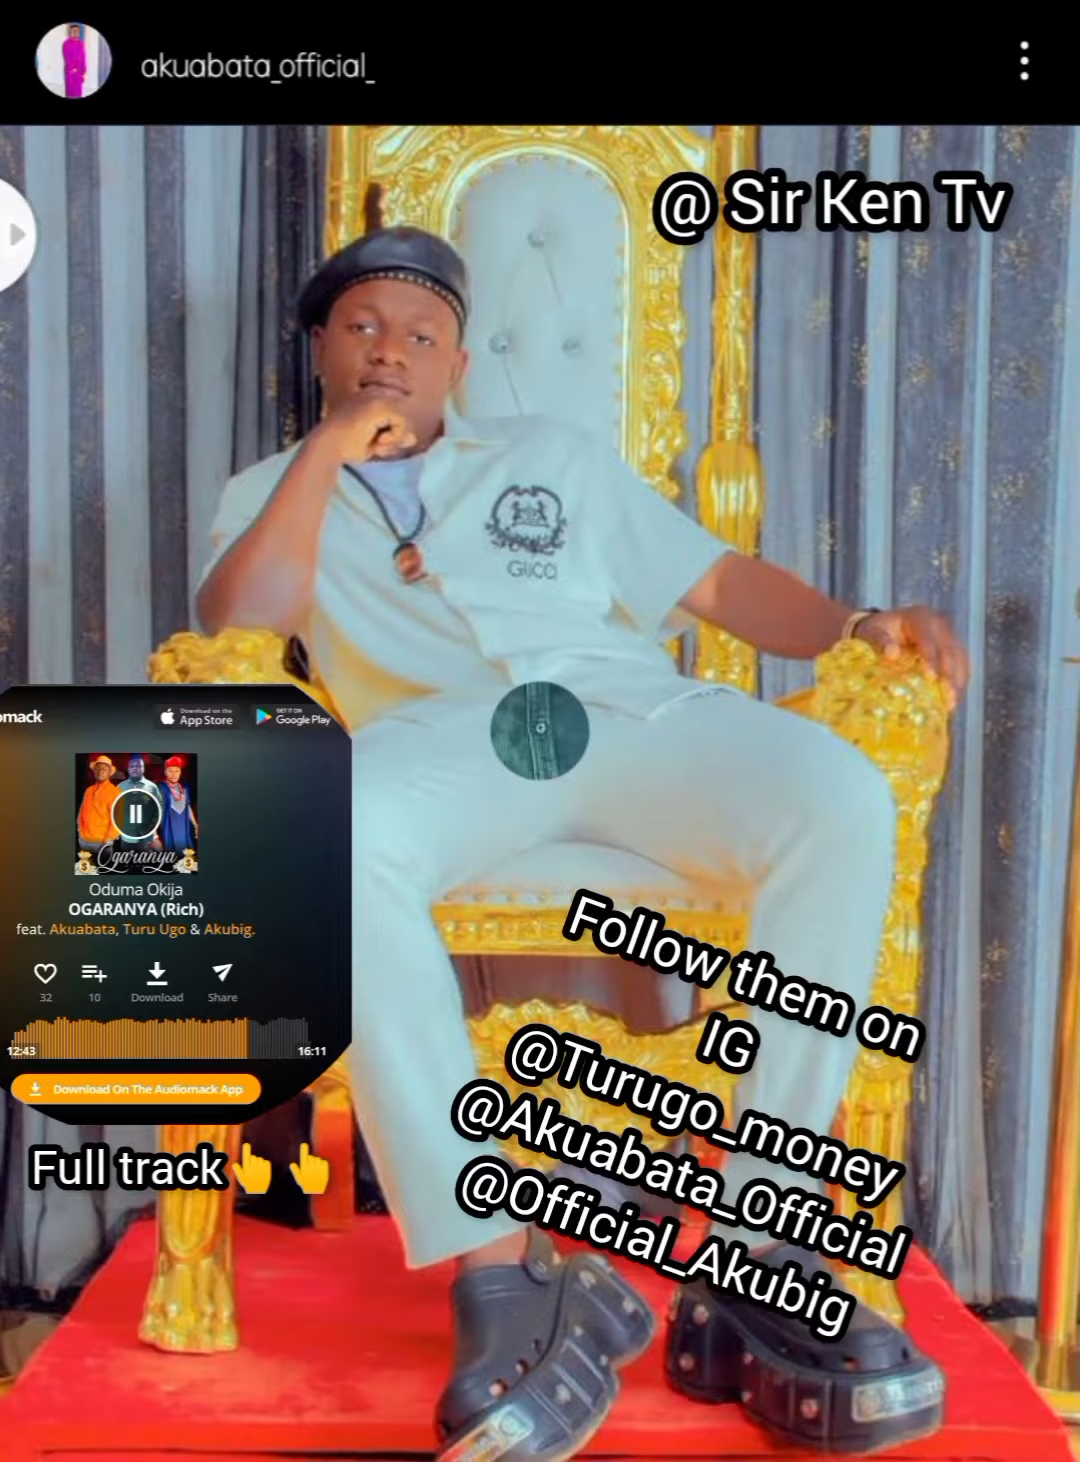 akuabata_official_
@ Sir Ken Tv
GUCCI
omack
Download on the
App Store
GET IT ON
Google Play
Ogaranya
Oduma Okija
OGARANYA (Rich)
feat. Akuabata, Turu Ugo & Akubig.
32
10
Download
Share
12:43
16:11
Download On The Audiomack App
Full track👆👆
Follow them on
IG
@Turugo_money
@Akuabata_Official
@Official_Akubig